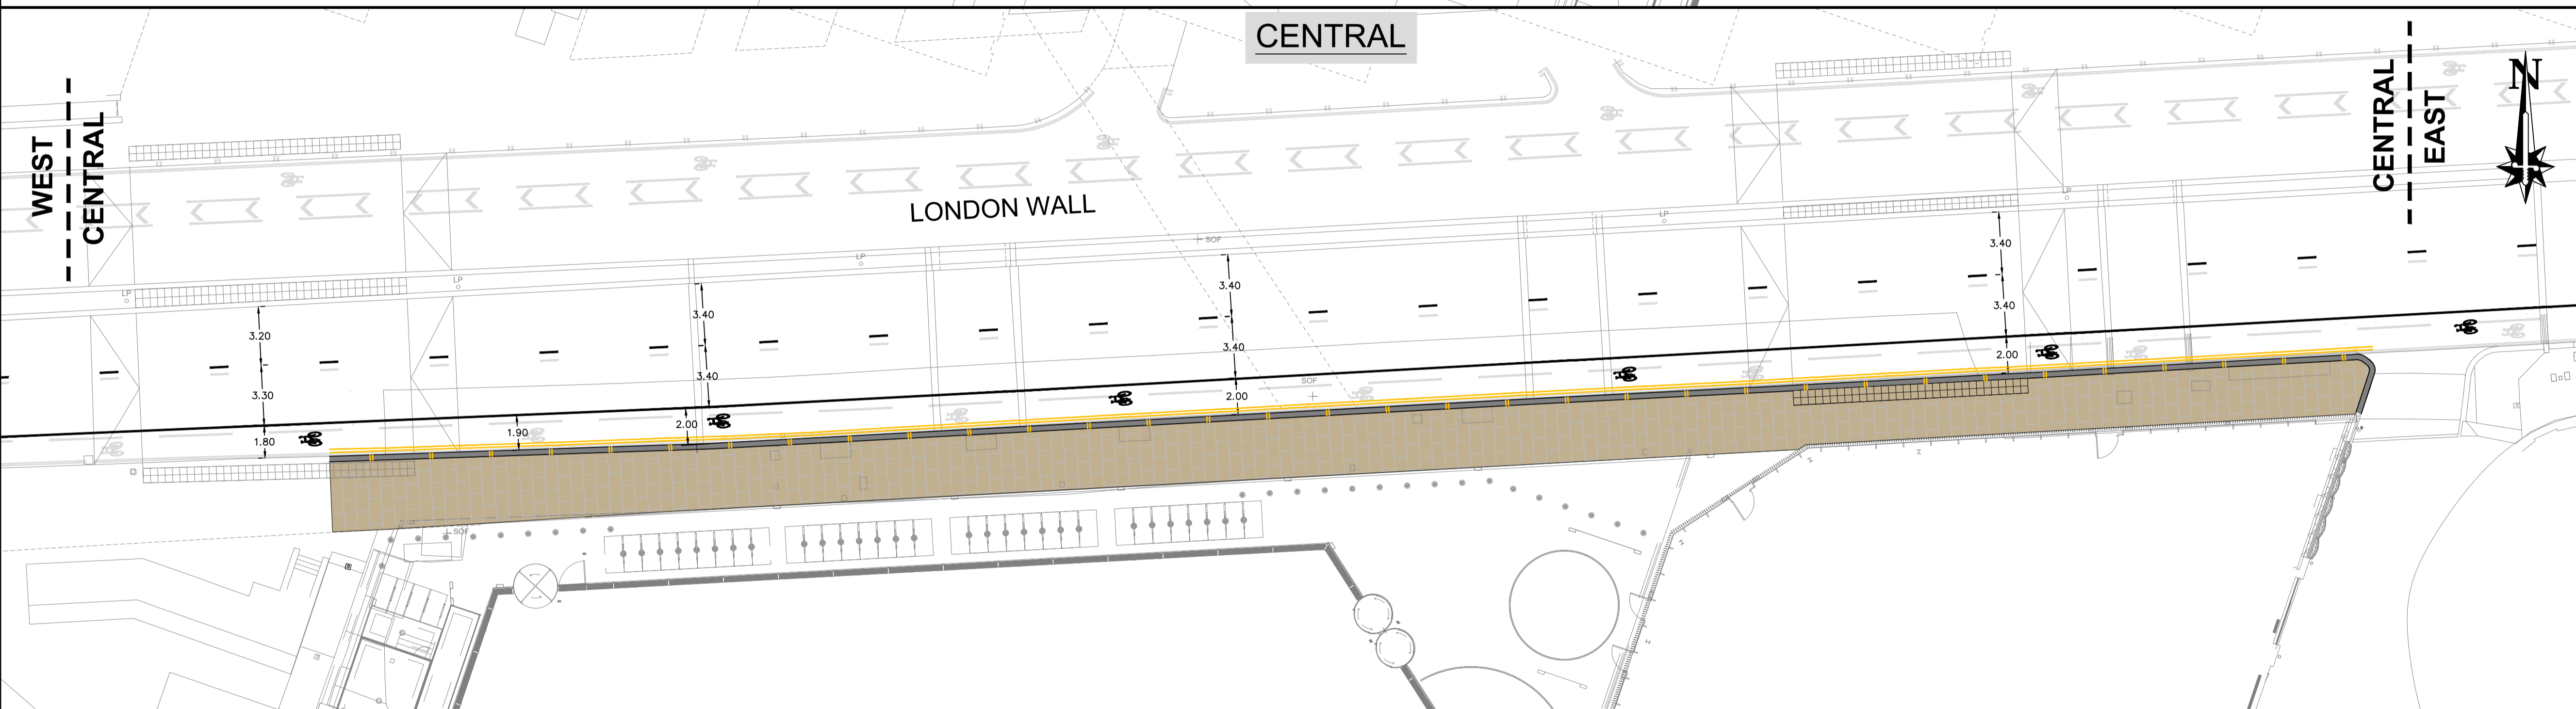 CENTRAL
WEST
CENTRAL
CENTRAL
EAST
N
LONDON WALL
LP
LP
LP
LP
LP
SOF
SOF
SOF
3.20
3.30
1.80
1.90
3.40
3.40
2.00
3.40
3.40
2.00
3.40
3.40
2.00